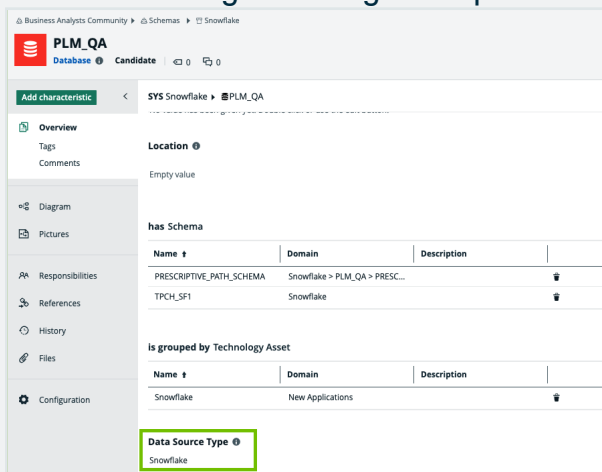 Business Analysts Community ▸ Schemas ▸ Snowflake
PLM_QA
Database Candidate 0 0
Add characteristic <
SYS Snowflake ▸ PLM_QA
Overview
Tags
Comments
Location
Empty value
Diagram
Pictures
has Schema
Name ↑ Domain Description
PRESCRIPTIVE_PATH_SCHEMA Snowflake > PLM_QA > PRESC...
TPCH_SF1 Snowflake
Responsibilities
References
History
Files
is grouped by Technology Asset
Name ↑ Domain Description
Snowflake New Applications
Configuration
Data Source Type
Snowflake